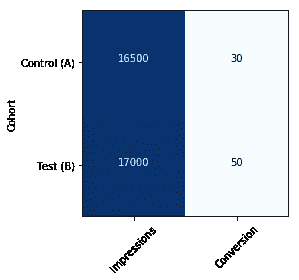 Control (A)
16500
30
Cohort
Test (B)
17000
50
Impressions
Conversion